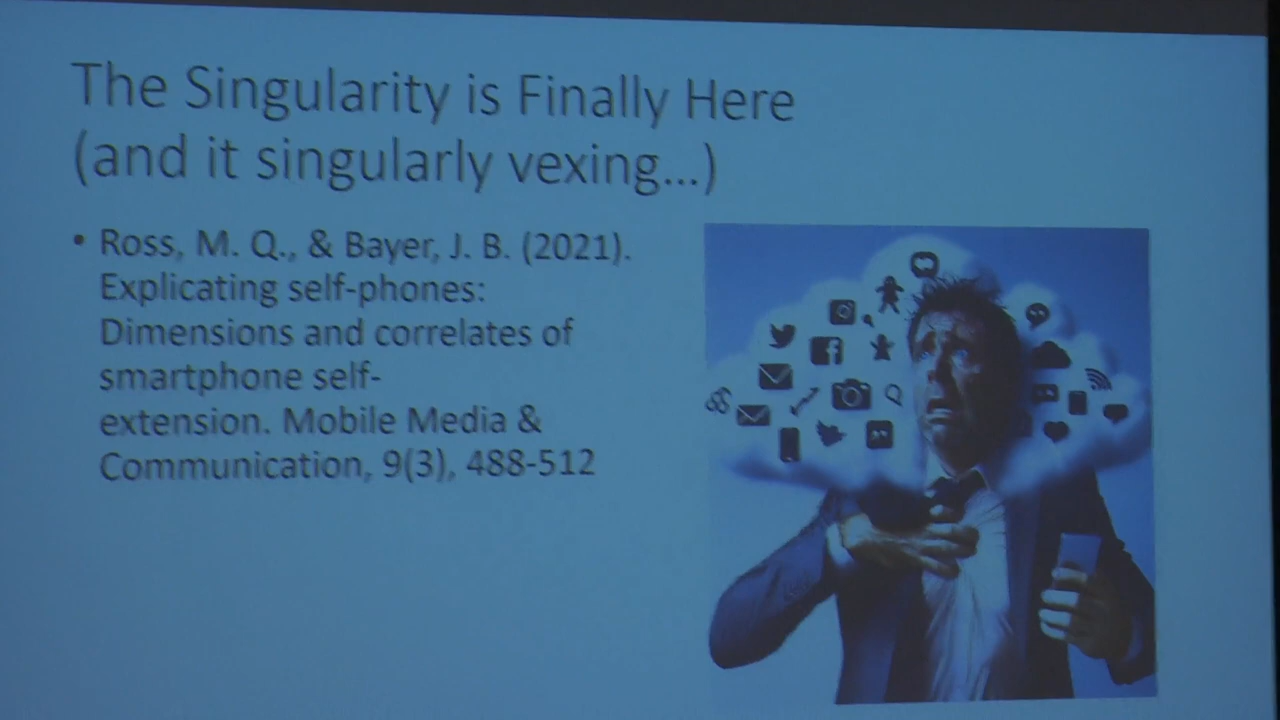 The Singularity is Finally Here
(and it singularly vexing...)
• Ross, M. Q., & Bayer, J. B. (2021).
Explicating self-phones:
Dimensions and correlates of
smartphone self-
extension. Mobile Media &
Communication, 9(3), 488-512